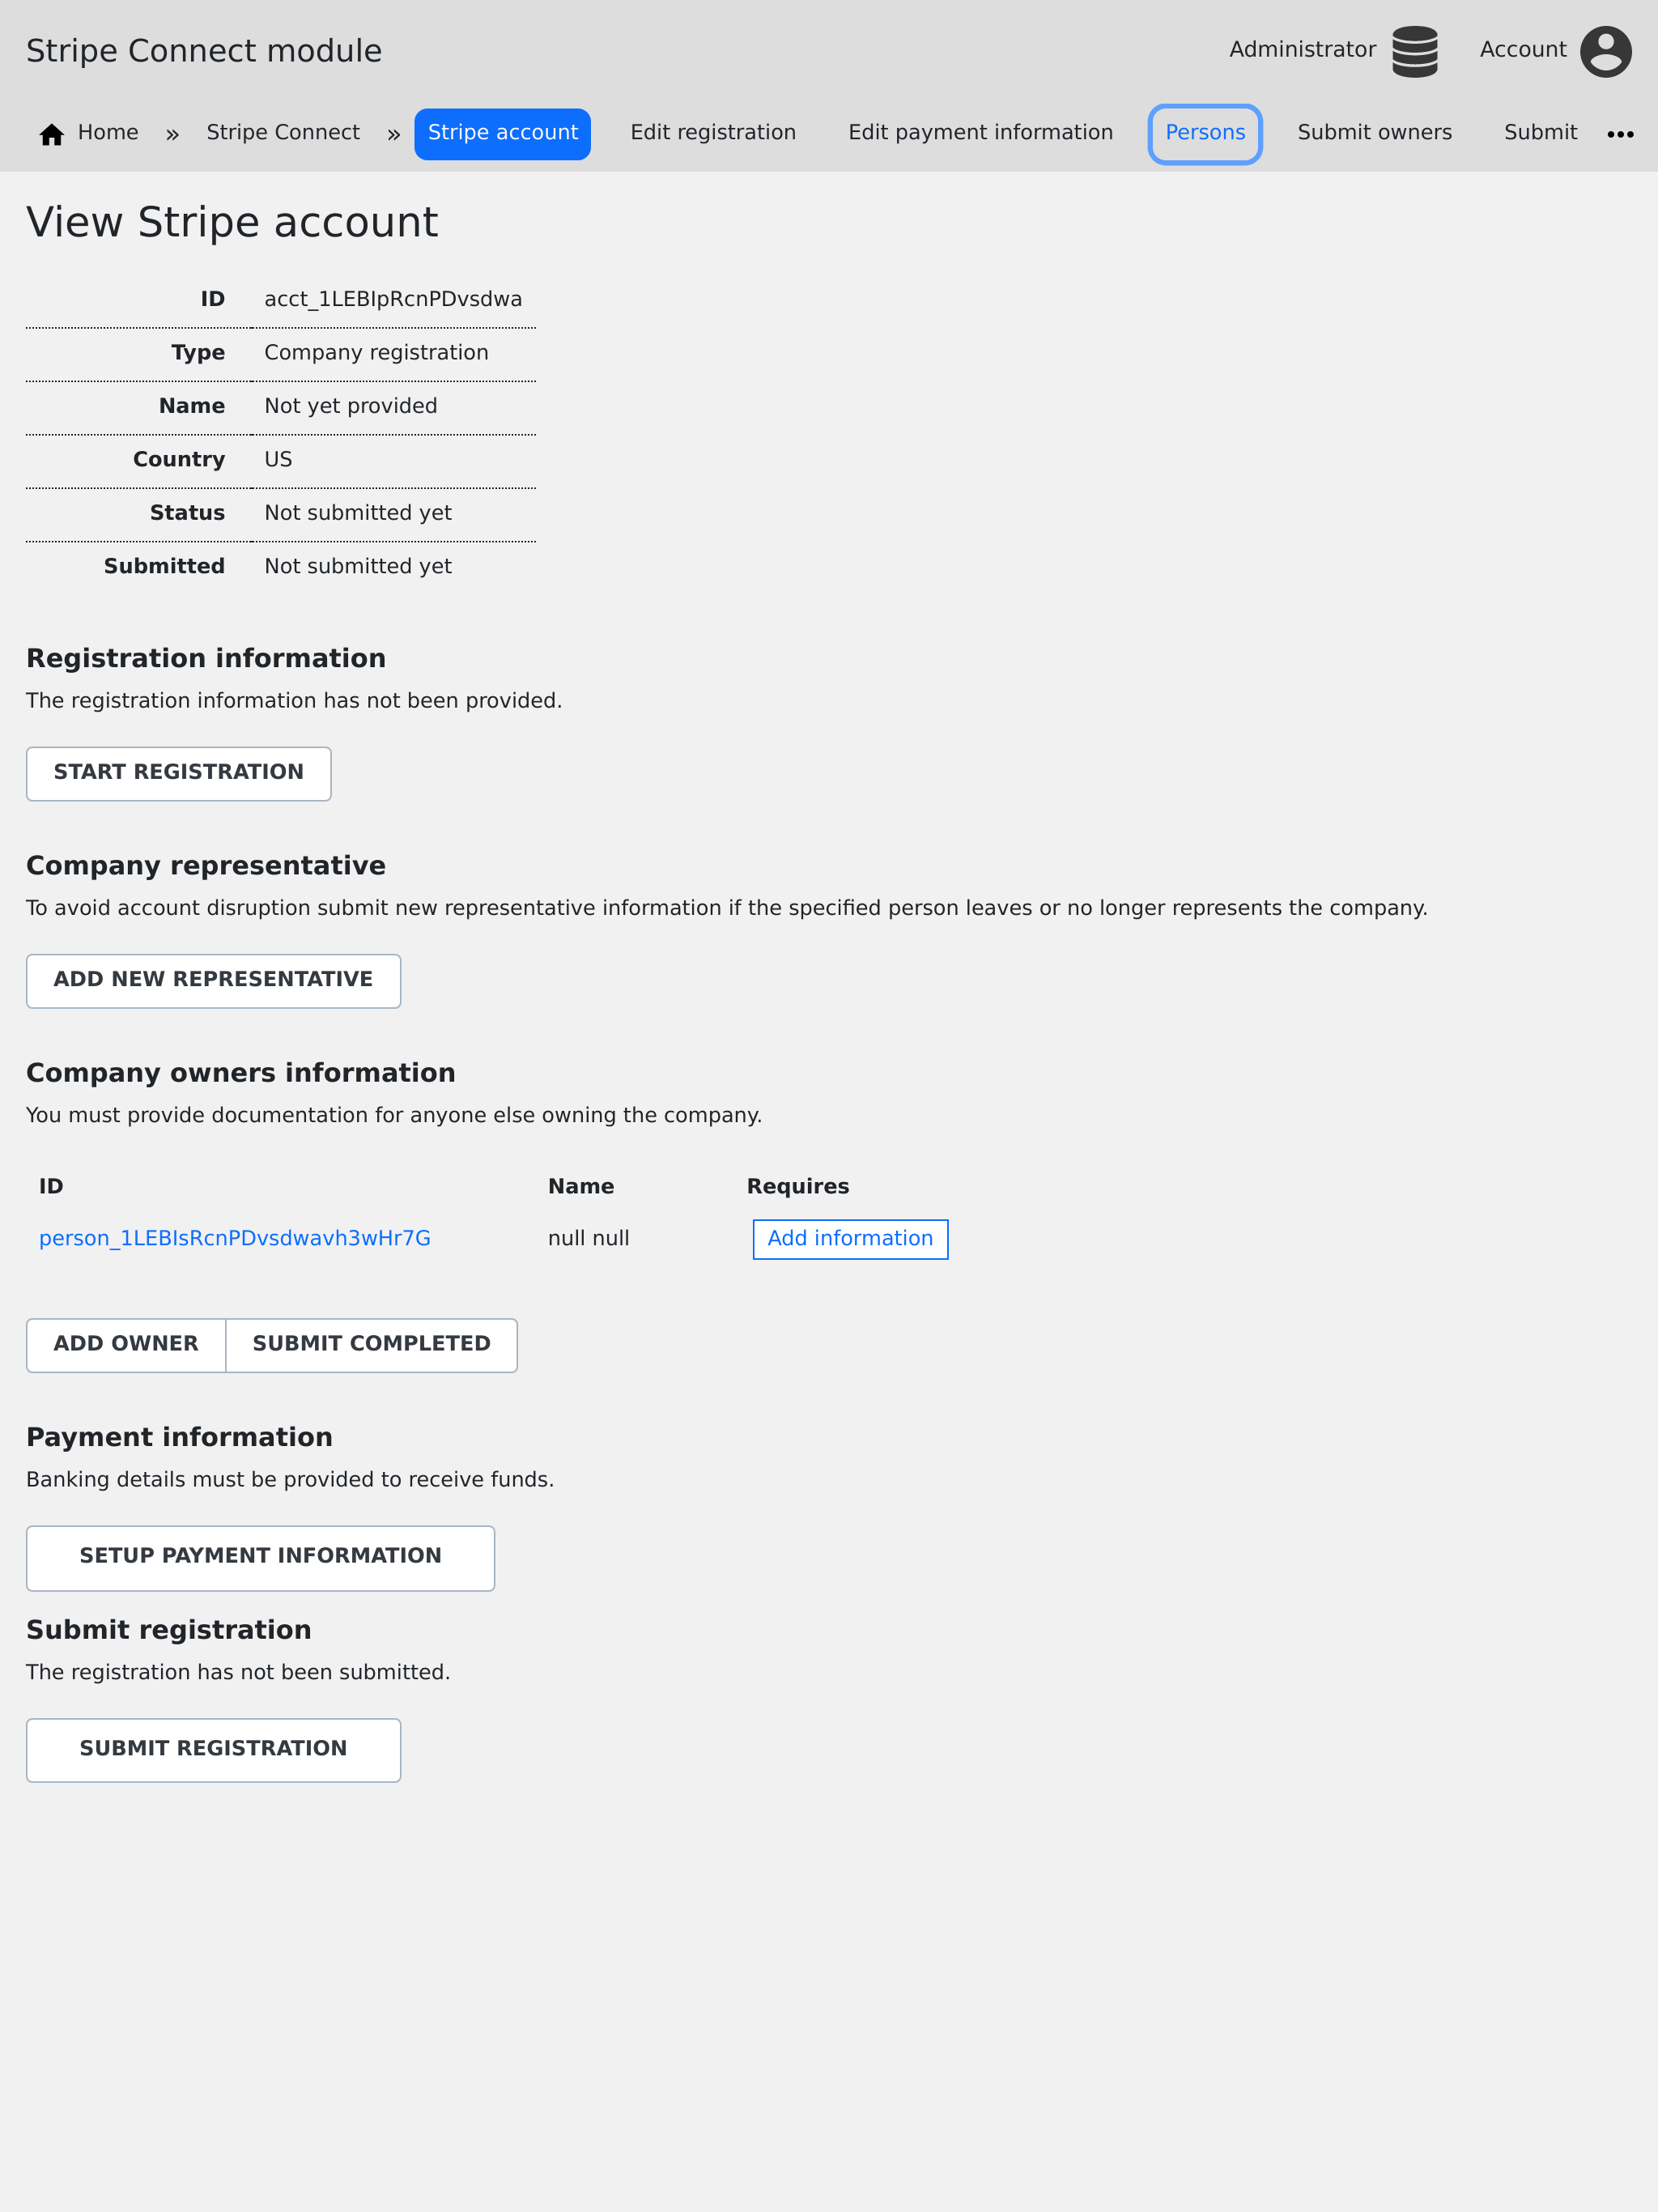 Stripe Connect module
Administrator
Account
Home » Stripe Connect » Stripe account Edit registration Edit payment information Persons Submit owners Submit •••
View Stripe account
ID acct_1LEBIpRcnPDvsdwa
Type Company registration
Name Not yet provided
Country US
Status Not submitted yet
Submitted Not submitted yet
Registration information
The registration information has not been provided.
START REGISTRATION
Company representative
To avoid account disruption submit new representative information if the specified person leaves or no longer represents the company.
ADD NEW REPRESENTATIVE
Company owners information
You must provide documentation for anyone else owning the company.
ID Name Requires
person_1LEBIsRcnPDvsdwavh3wHr7G null null Add information
ADD OWNER SUBMIT COMPLETED
Payment information
Banking details must be provided to receive funds.
SETUP PAYMENT INFORMATION
Submit registration
The registration has not been submitted.
SUBMIT REGISTRATION